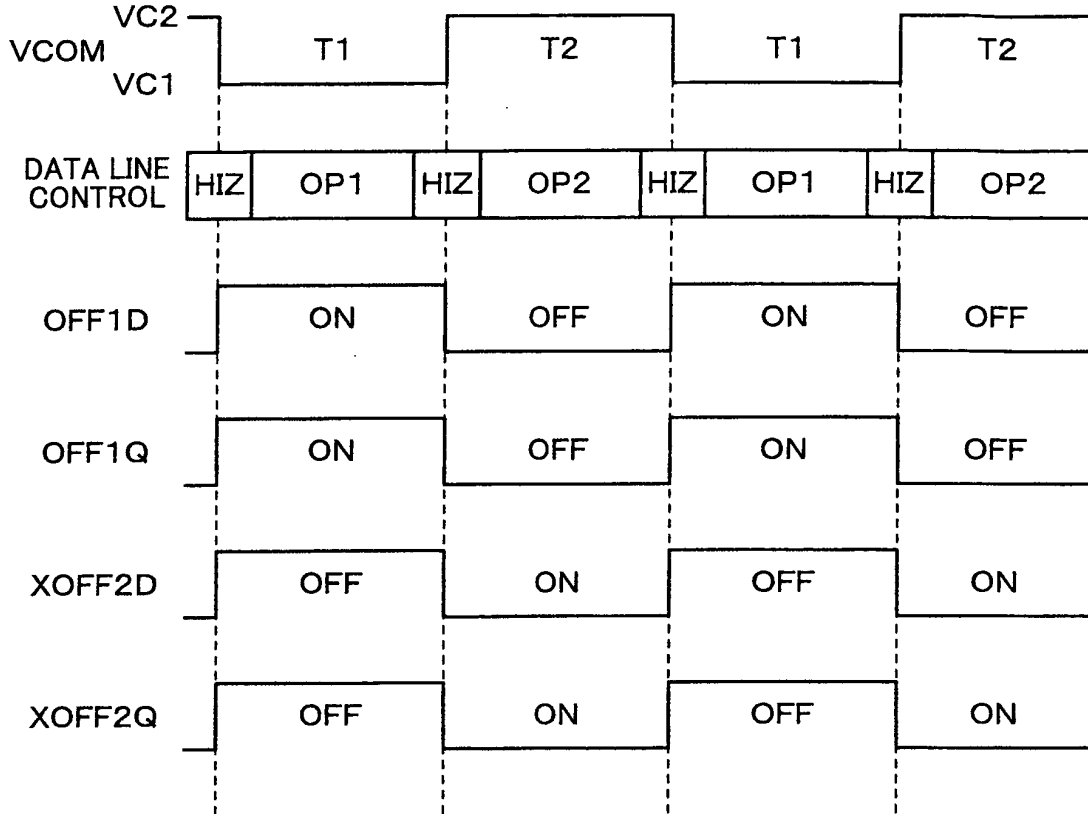 VC2
VCOM T1 T2 T1 T2
VC1
DATA LINE
CONTROL
HIZ OP1 HIZ OP2 HIZ OP1 HIZ OP2
OFF1D ON OFF ON OFF
OFF1Q ON OFF ON OFF
XOFF2D OFF ON OFF ON
XOFF2Q OFF ON OFF ON